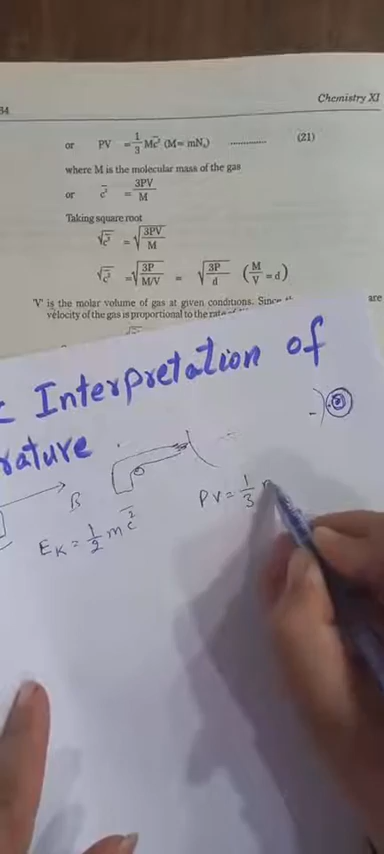 34
Chemistry XI
or PV = 1/3 Mc̄² (M= mNₐ) .............. (21)
where M is the molecular mass of the gas
or c̄² = 3PV/M
Taking square root
√c̄² = √3PV/M
√c̄² = √3P/M/V = √3P/d (M/V = d)
'V' is the molar volume of gas at given conditions. Since are
velocity of the gas is proportional to the
Interpretation of
rature
B
E_K = 1/2 m c̄²
PV = 1/3